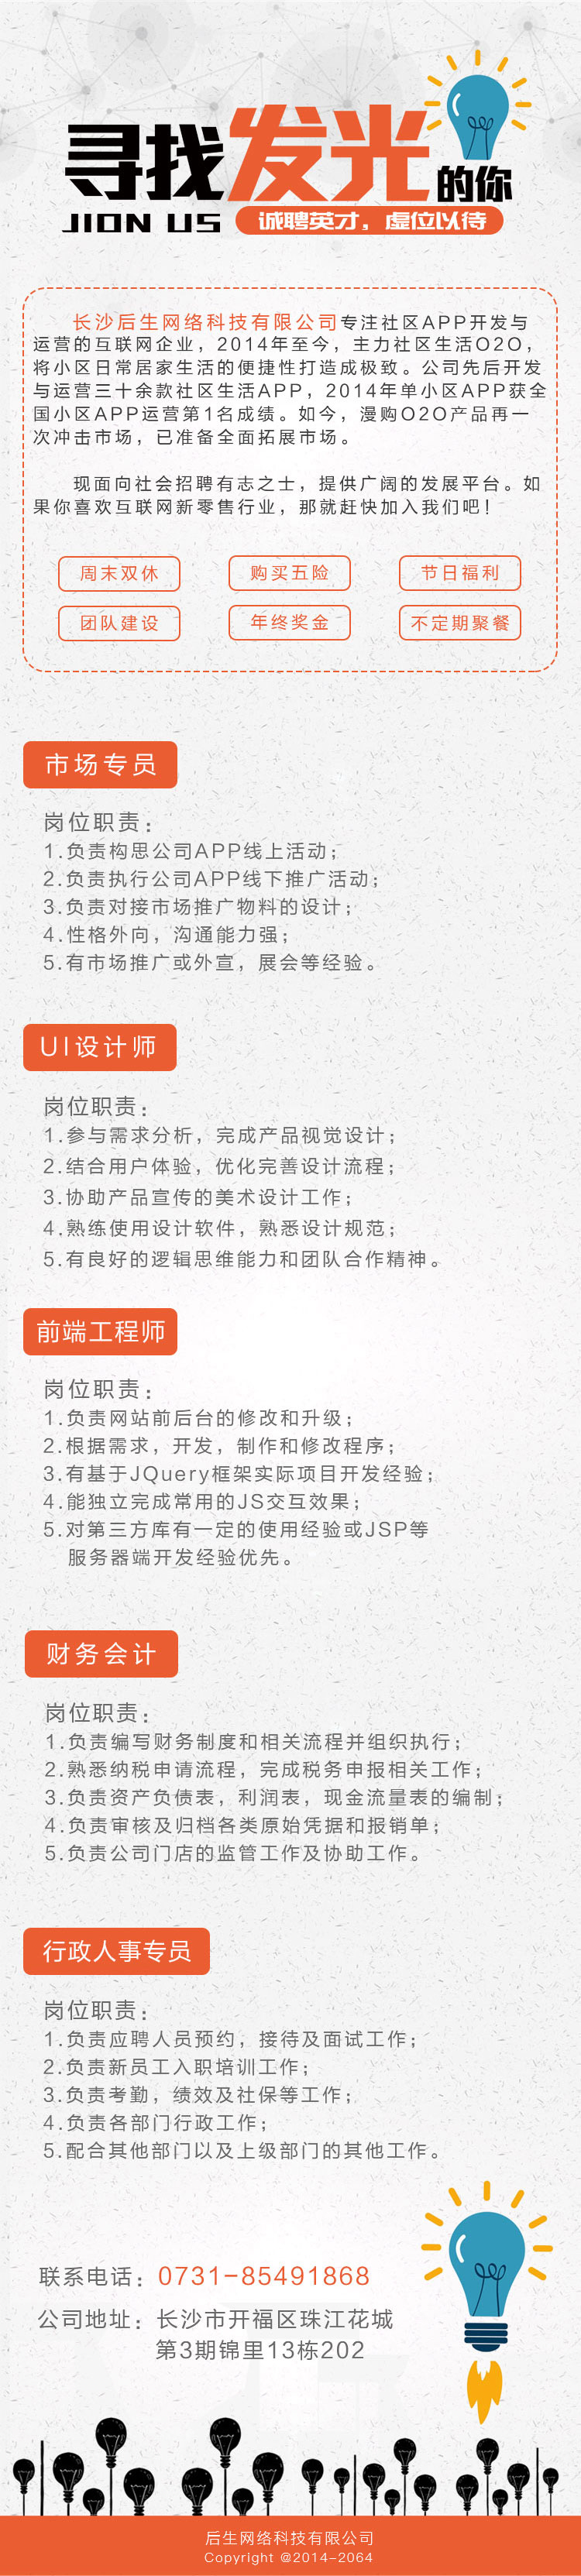 寻找发光的你
JION US 诚聘英才，虚位以待
长沙后生网络科技有限公司专注社区APP开发与
运营的互联网企业，2014年至今，主力社区生活O2O，
将小区日常居家生活的便捷性打造成极致。公司先后开发
与运营三十余款社区生活APP，2014年单小区APP获全
国小区APP运营第1名成绩。如今，漫购O2O产品再一
次冲击市场，已准备全面拓展市场。
现面向社会招聘有志之士，提供广阔的发展平台。如
果你喜欢互联网新零售行业，那就赶快加入我们吧！
周末双休 购买五险 节日福利
团队建设 年终奖金 不定期聚餐
市场专员
岗位职责：
1.负责构思公司APP线上活动；
2.负责执行公司APP线下推广活动；
3.负责对接市场推广物料的设计；
4.性格外向，沟通能力强；
5.有市场推广或外宣，展会等经验。
UI设计师
岗位职责：
1.参与需求分析，完成产品视觉设计；
2.结合用户体验，优化完善设计流程；
3.协助产品宣传的美术设计工作；
4.熟练使用设计软件，熟悉设计规范；
5.有良好的逻辑思维能力和团队合作精神。
前端工程师
岗位职责：
1.负责网站前后台的修改和升级；
2.根据需求，开发，制作和修改程序；
3.有基于JQuery框架实际项目开发经验；
4.能独立完成常用的JS交互效果；
5.对第三方库有一定的使用经验或JSP等
服务器端开发经验优先。
财务会计
岗位职责：
1.负责编写财务制度和相关流程并组织执行；
2.熟悉纳税申请流程，完成税务申报相关工作；
3.负责资产负债表，利润表，现金流量表的编制；
4.负责审核及归档各类原始凭据和报销单；
5.负责公司门店的监管工作及协助工作。
行政人事专员
岗位职责：
1.负责应聘人员预约，接待及面试工作；
2.负责新员工入职培训工作；
3.负责考勤，绩效及社保等工作；
4.负责各部门行政工作；
5.配合其他部门以及上级部门的其他工作。
联系电话：0731-85491868
公司地址：长沙市开福区珠江花城
第3期锦里13栋202
后生网络科技有限公司
Copyright @2014-2064